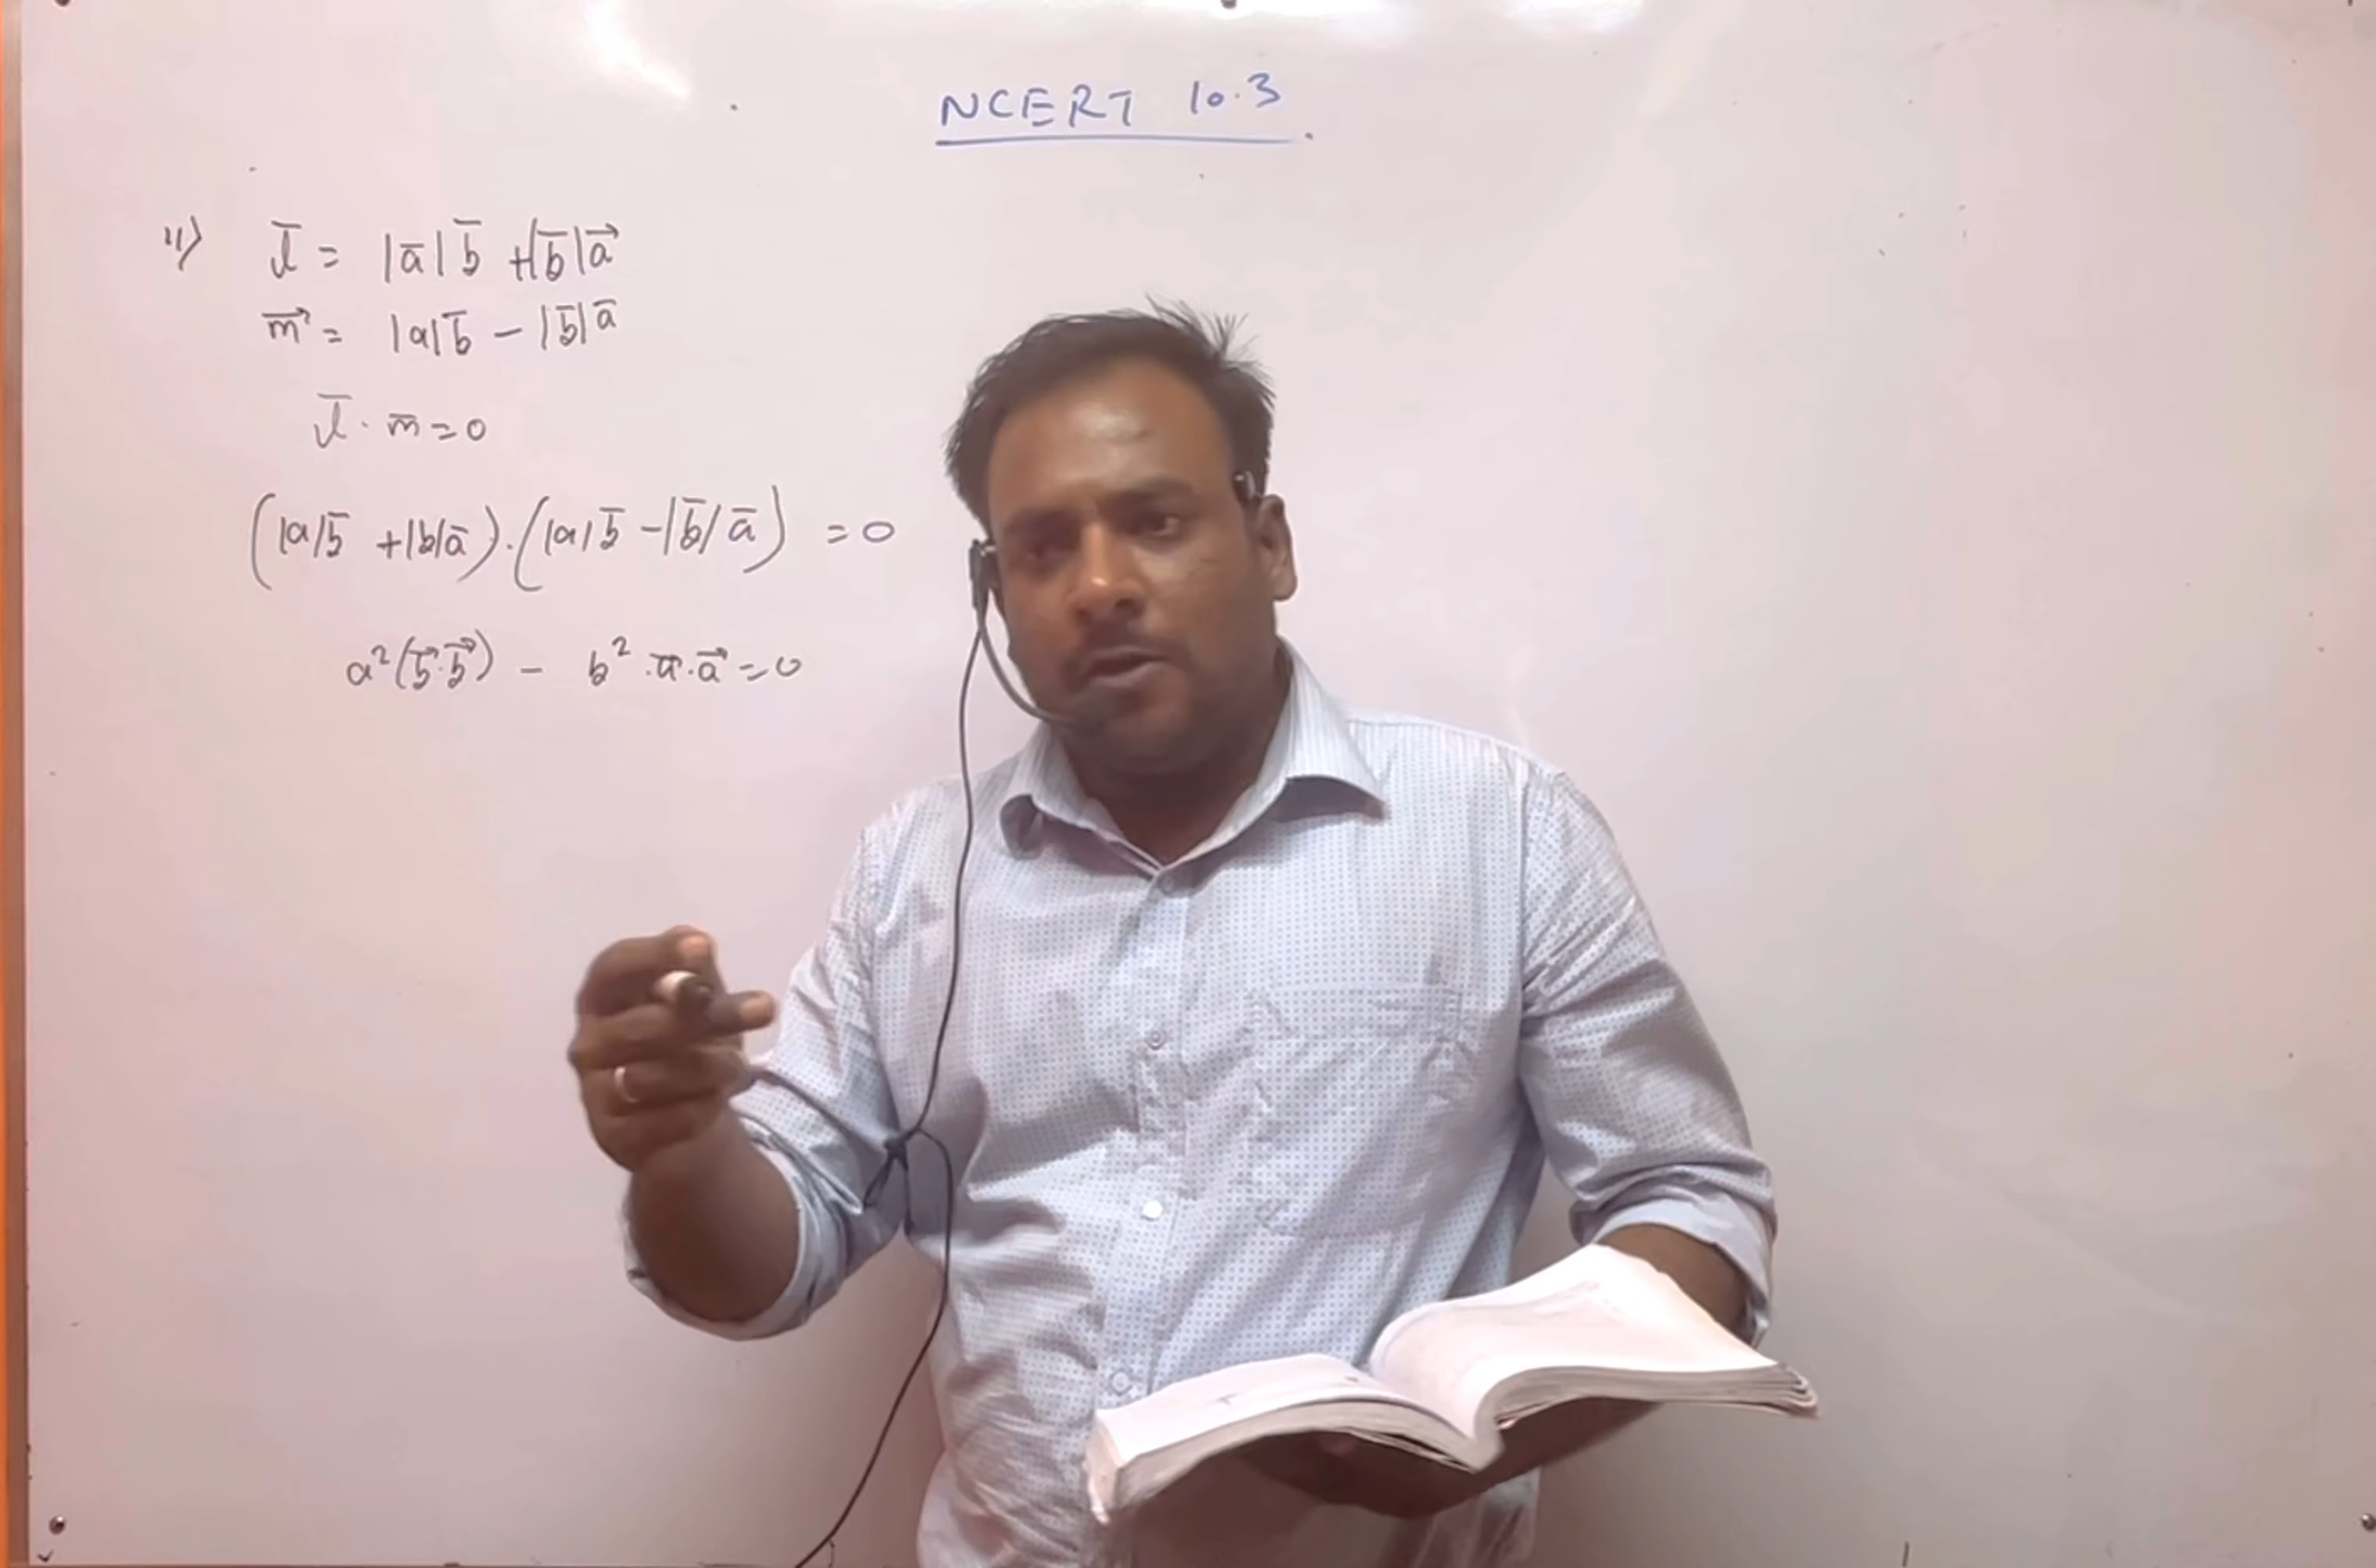 NCERT 10.3
11) l̅ = |a̅| b̅ + |b̅| a⃗
m⃗ = |a| b̅ − |b̅| a̅
l̅ · m̅ = 0
(|a| b̅ + |b| a̅) · (|a| b̅ − |b̅| a̅) = 0
a² (b⃗ · b⃗) − b² · a⃗ · a⃗ = 0